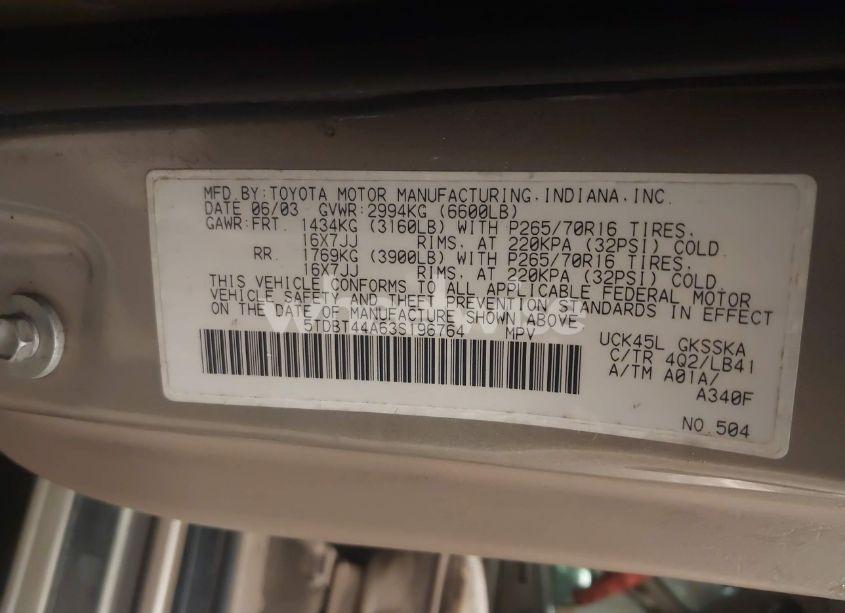 MFD.BY:TOYOTA MOTOR MANUFACTURING.INDIANA.INC.
DATE 06/03 GVWR:2994KG (6600LB)
GAWR:FRT. 1434KG (3160LB) WITH P265/70R16 TIRES.
16X7JJ RIMS. AT 220KPA (32PSI) COLD.
RR. 1769KG (3900LB) WITH P265/70R16 TIRES.
16X7JJ RIMS. AT 220KPA (32PSI) COLD.
THIS VEHICLE CONFORMS TO ALL APPLICABLE FEDERAL MOTOR
VEHICLE SAFETY AND THEFT PREVENTION STANDARDS IN EFFECT
ON THE DATE OF MANUFACTURE SHOWN ABOVE
5TDBT44A63S196764 MPV
UCK45L GKSSKA
C/TR 4Q2/LB41
A/TM A01A/
A340F
NO.504